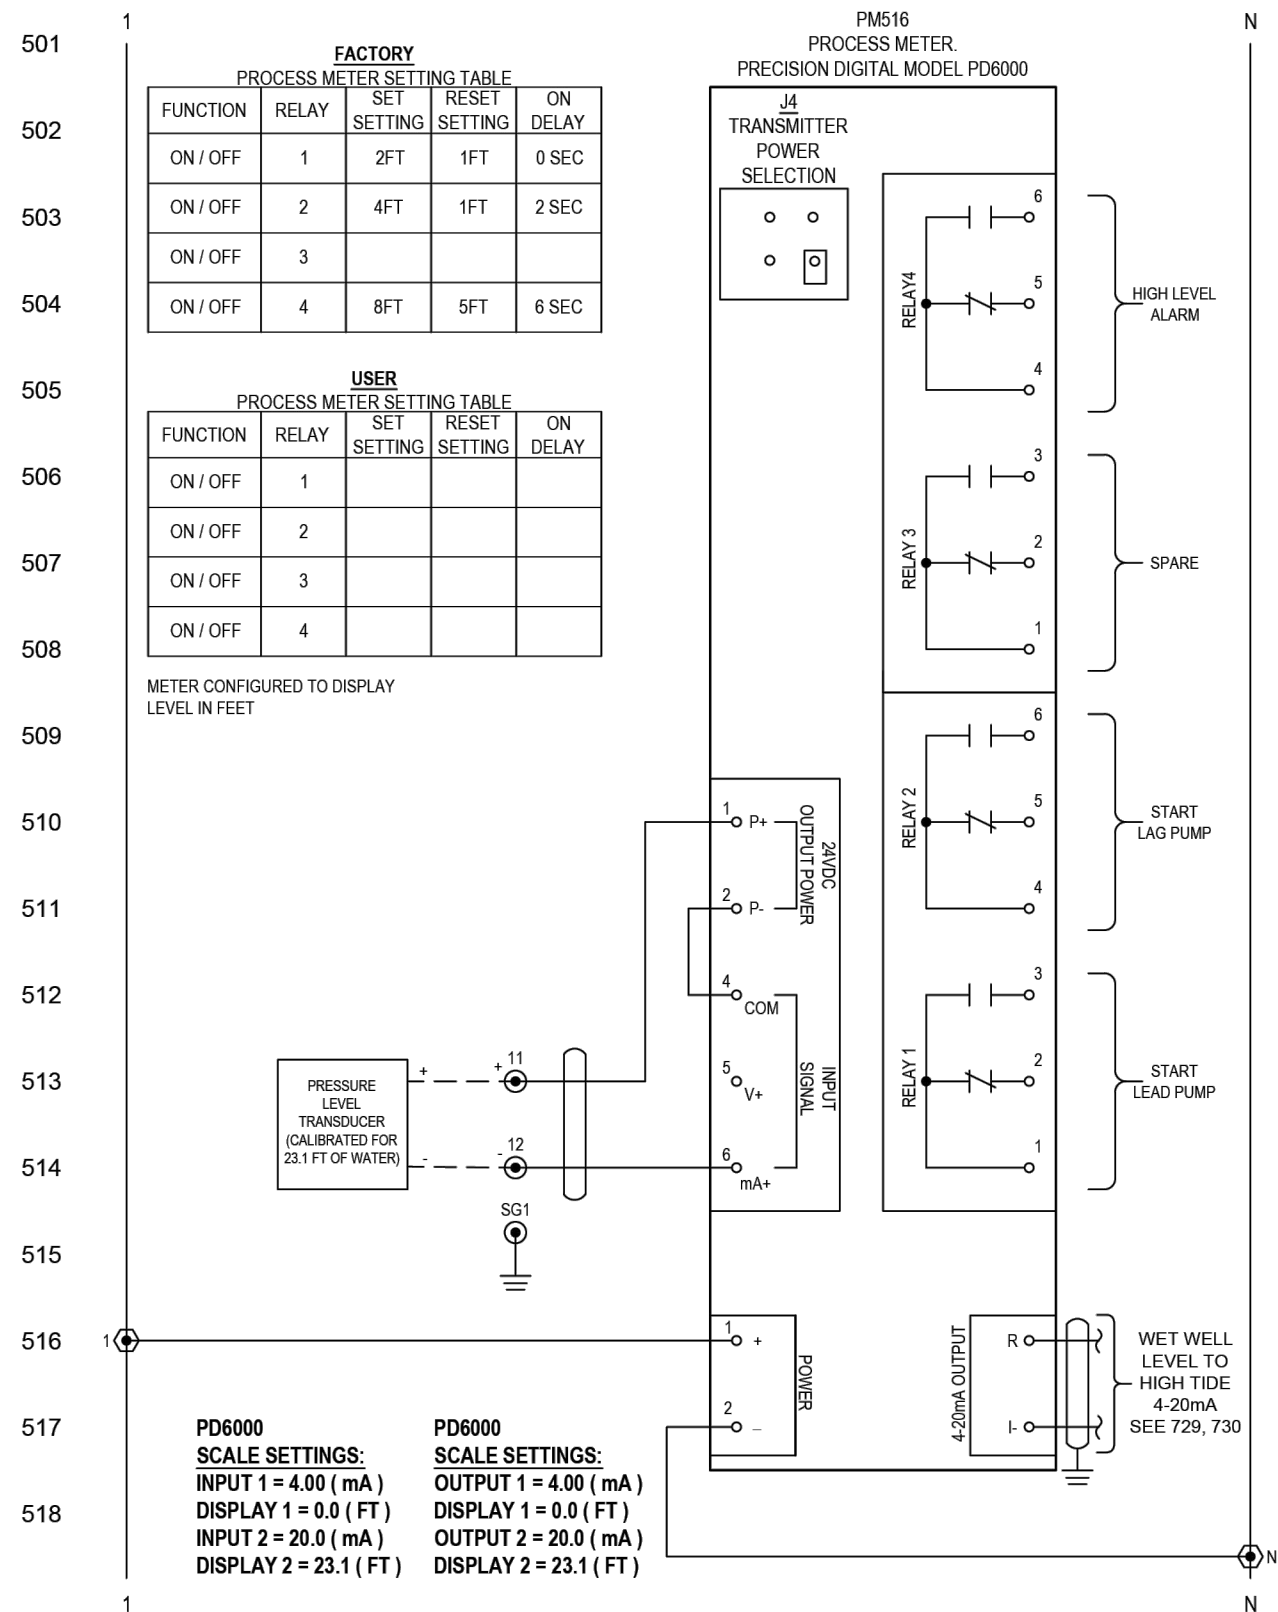 1
N
501
502
503
504
505
506
507
508
509
510
511
512
513
514
515
516
517
518
FACTORY
PROCESS METER SETTING TABLE
FUNCTION RELAY SET SETTING RESET SETTING ON DELAY
ON / OFF 1 2FT 1FT 0 SEC
ON / OFF 2 4FT 1FT 2 SEC
ON / OFF 3
ON / OFF 4 8FT 5FT 6 SEC
USER
PROCESS METER SETTING TABLE
FUNCTION RELAY SET SETTING RESET SETTING ON DELAY
ON / OFF 1
ON / OFF 2
ON / OFF 3
ON / OFF 4
METER CONFIGURED TO DISPLAY
LEVEL IN FEET
PM516
PROCESS METER.
PRECISION DIGITAL MODEL PD6000
J4
TRANSMITTER
POWER
SELECTION
RELAY4
6
5
4
HIGH LEVEL
ALARM
RELAY 3
3
2
1
SPARE
RELAY 2
6
5
4
START
LAG PUMP
RELAY 1
3
2
1
START
LEAD PUMP
1
P+
2
P-
24VDC
OUTPUT POWER
4
COM
5
V+
6
mA+
INPUT
SIGNAL
PRESSURE
LEVEL
TRANSDUCER
(CALIBRATED FOR
23.1 FT OF WATER)
+ + 11
- - 12
SG1
1
1 +
2 _
POWER
4-20mA OUTPUT
R
I-
WET WELL
LEVEL TO
HIGH TIDE
4-20mA
SEE 729, 730
PD6000
SCALE SETTINGS:
INPUT 1 = 4.00 ( mA )
DISPLAY 1 = 0.0 ( FT )
INPUT 2 = 20.0 ( mA )
DISPLAY 2 = 23.1 ( FT )
PD6000
SCALE SETTINGS:
OUTPUT 1 = 4.00 ( mA )
DISPLAY 1 = 0.0 ( FT )
OUTPUT 2 = 20.0 ( mA )
DISPLAY 2 = 23.1 ( FT )
N
1
N